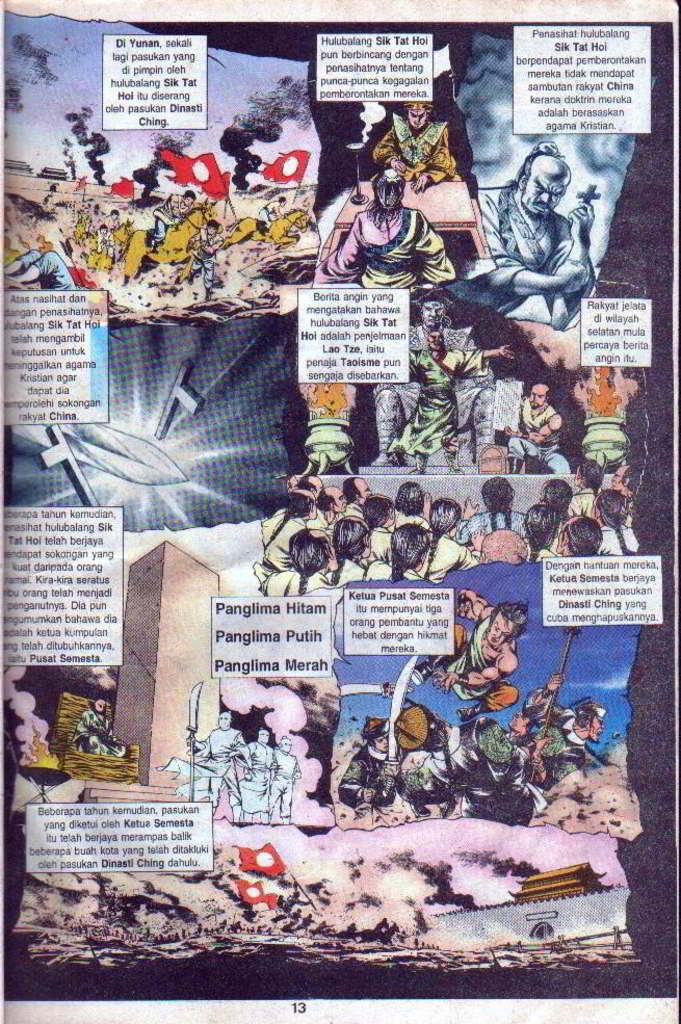 Di Yunan, sekali
lagi pasukan yang
di pimpin oleh
hulubalang Sik Tat
Hoi itu diserang
oleh pasukan Dinasti
Ching.
Hulubalang Sik Tat Hoi
pun berbincang dengan
penasihatnya tentang
punca-punca kegagalan
pemberontakan mereka.
Penasihat hulubalang
Sik Tat Hoi
berpendapat pemberontakan
mereka tidak mendapat
sambutan rakyat China
kerana doktrin mereka
adalah berasaskan
agama Kristian.
Atas nasihat dan
dengan penasihatnya,
hulubalang Sik Tat Hoi
telah mengambil
keputusan untuk
meninggalkan agama
Kristian agar
dapat dia
memperolehi sokongan
rakyat China.
Berita angin yang
mengatakan bahawa
hulubalang Sik Tat
Hoi adalah penjelmaan
Lao Tze, iaitu
penaja Taoisme pun
sengaja disebarkan.
Rakyat jelata
di wilayah
selatan mula
percaya berita
angin itu.
Beberapa tahun kemudian,
penasihat hulubalang Sik
Tat Hoi telah berjaya
mendapat sokongan yang
kuat daripada orang
ramai. Kira-kira seratus
ribu orang telah menjadi
penganutnya. Dia pun
mengumumkan bahawa dia
adalah ketua kumpulan
yang telah ditubuhkannya,
iaitu Pusat Semesta.
Panglima Hitam
Panglima Putih
Panglima Merah
Ketua Semesta
itu mempunyai tiga
orang pembantu yang
hebat dengan hikmat
mereka.
Dengan bantuan mereka,
Ketua Semesta berjaya
menewaskan pasukan
Dinasti Ching yang
cuba menghapuskannya.
Beberapa tahun kemudian, pasukan
yang diketui oleh Ketua Semesta
itu telah berjaya merampas balik
beberapa buah kota yang telah ditakluki
oleh pasukan Dinasti Ching dahulu.
13